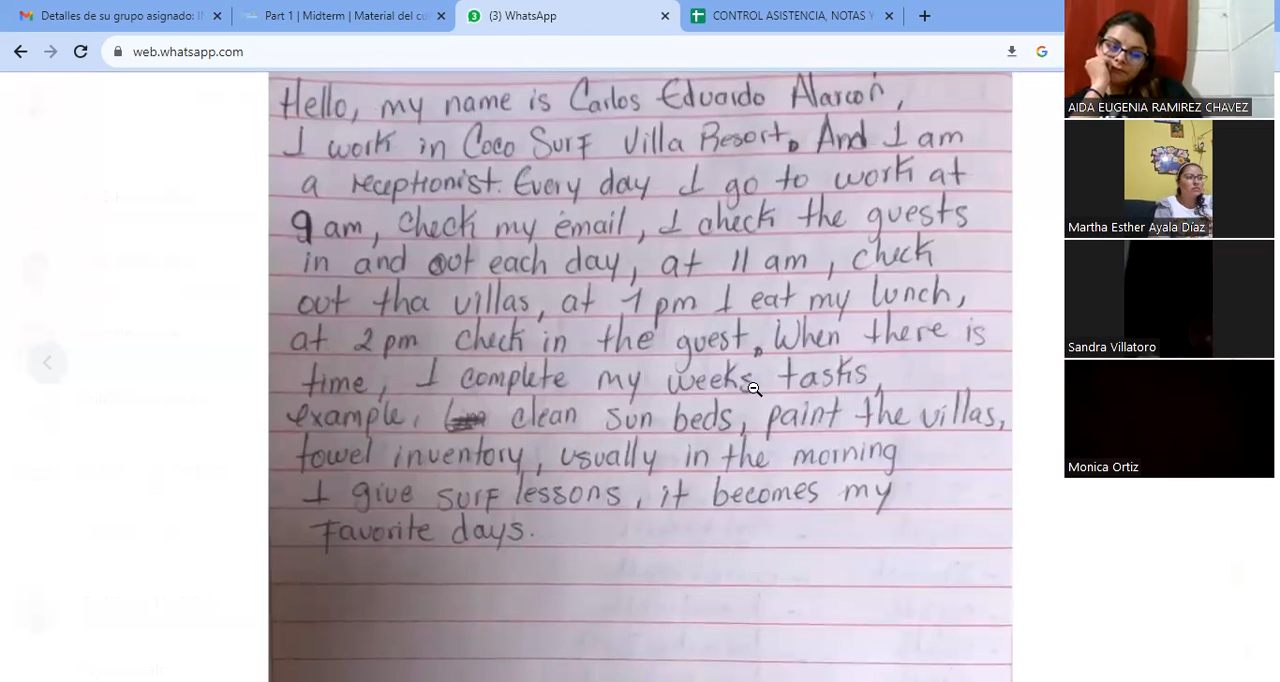 Detalles de su grupo asignado: I
Part 1 | Midterm | Material del cu
(3) WhatsApp
CONTROL ASISTENCIA, NOTAS Y
web.whatsapp.com
Hello, my name is Carlos Eduardo Alarcón,
I work in Coco Surf Villa Resort. And I am
a receptionist. Every day I go to work at
9 am, check my email, I check the guests
in and out each day, at 11 am, check
out tha villas, at 1 pm I eat my lunch,
at 2 pm check in the guest. When there is
time, I complete my weeks tasks,
example, clean sun beds, paint the villas,
towel inventory, usually in the morning
I give surf lessons, it becomes my
favorite days.
AIDA EUGENIA RAMIREZ CHAVEZ
Martha Esther Ayala Díaz
Sandra Villatoro
Monica Ortiz